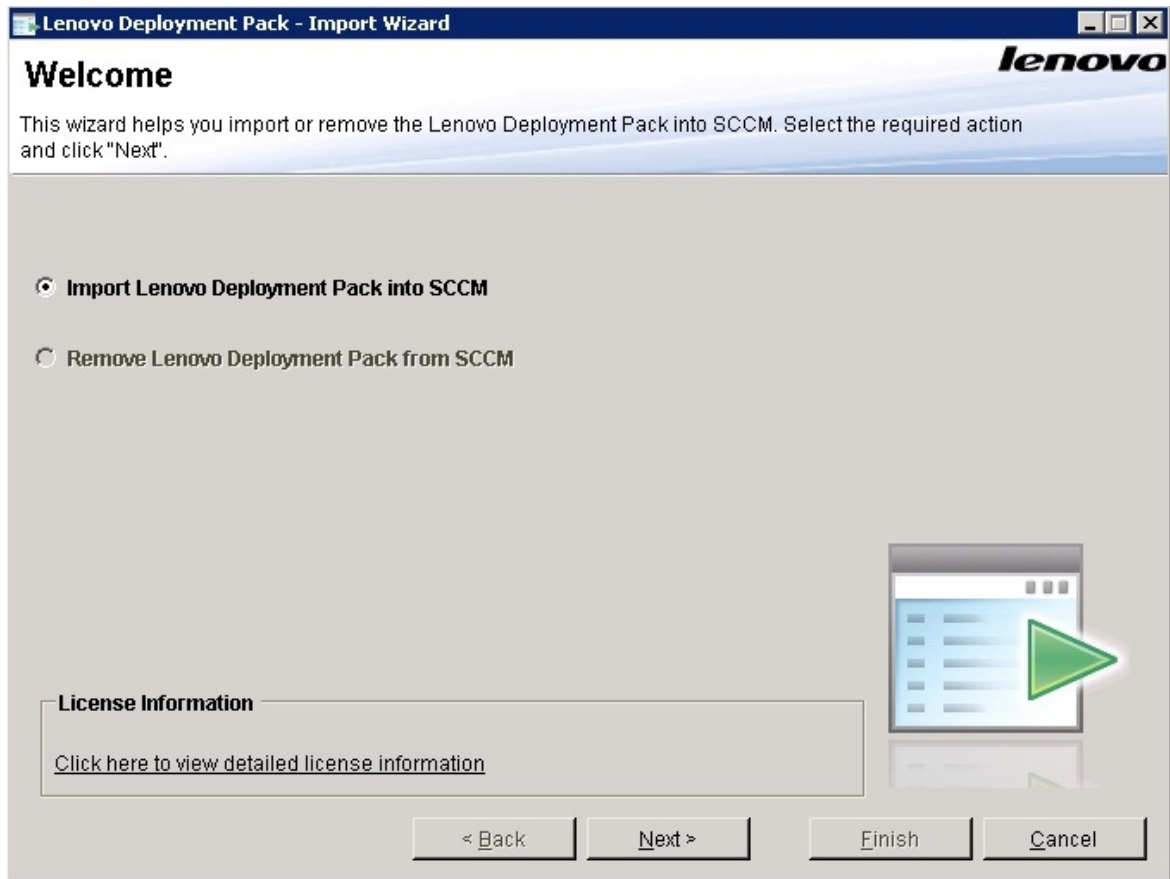 Lenovo Deployment Pack - Import Wizard
lenovo
Welcome
This wizard helps you import or remove the Lenovo Deployment Pack into SCCM. Select the required action
and click "Next".
Import Lenovo Deployment Pack into SCCM
Remove Lenovo Deployment Pack from SCCM
License Information
Click here to view detailed license information
< Back
Next >
Finish
Cancel